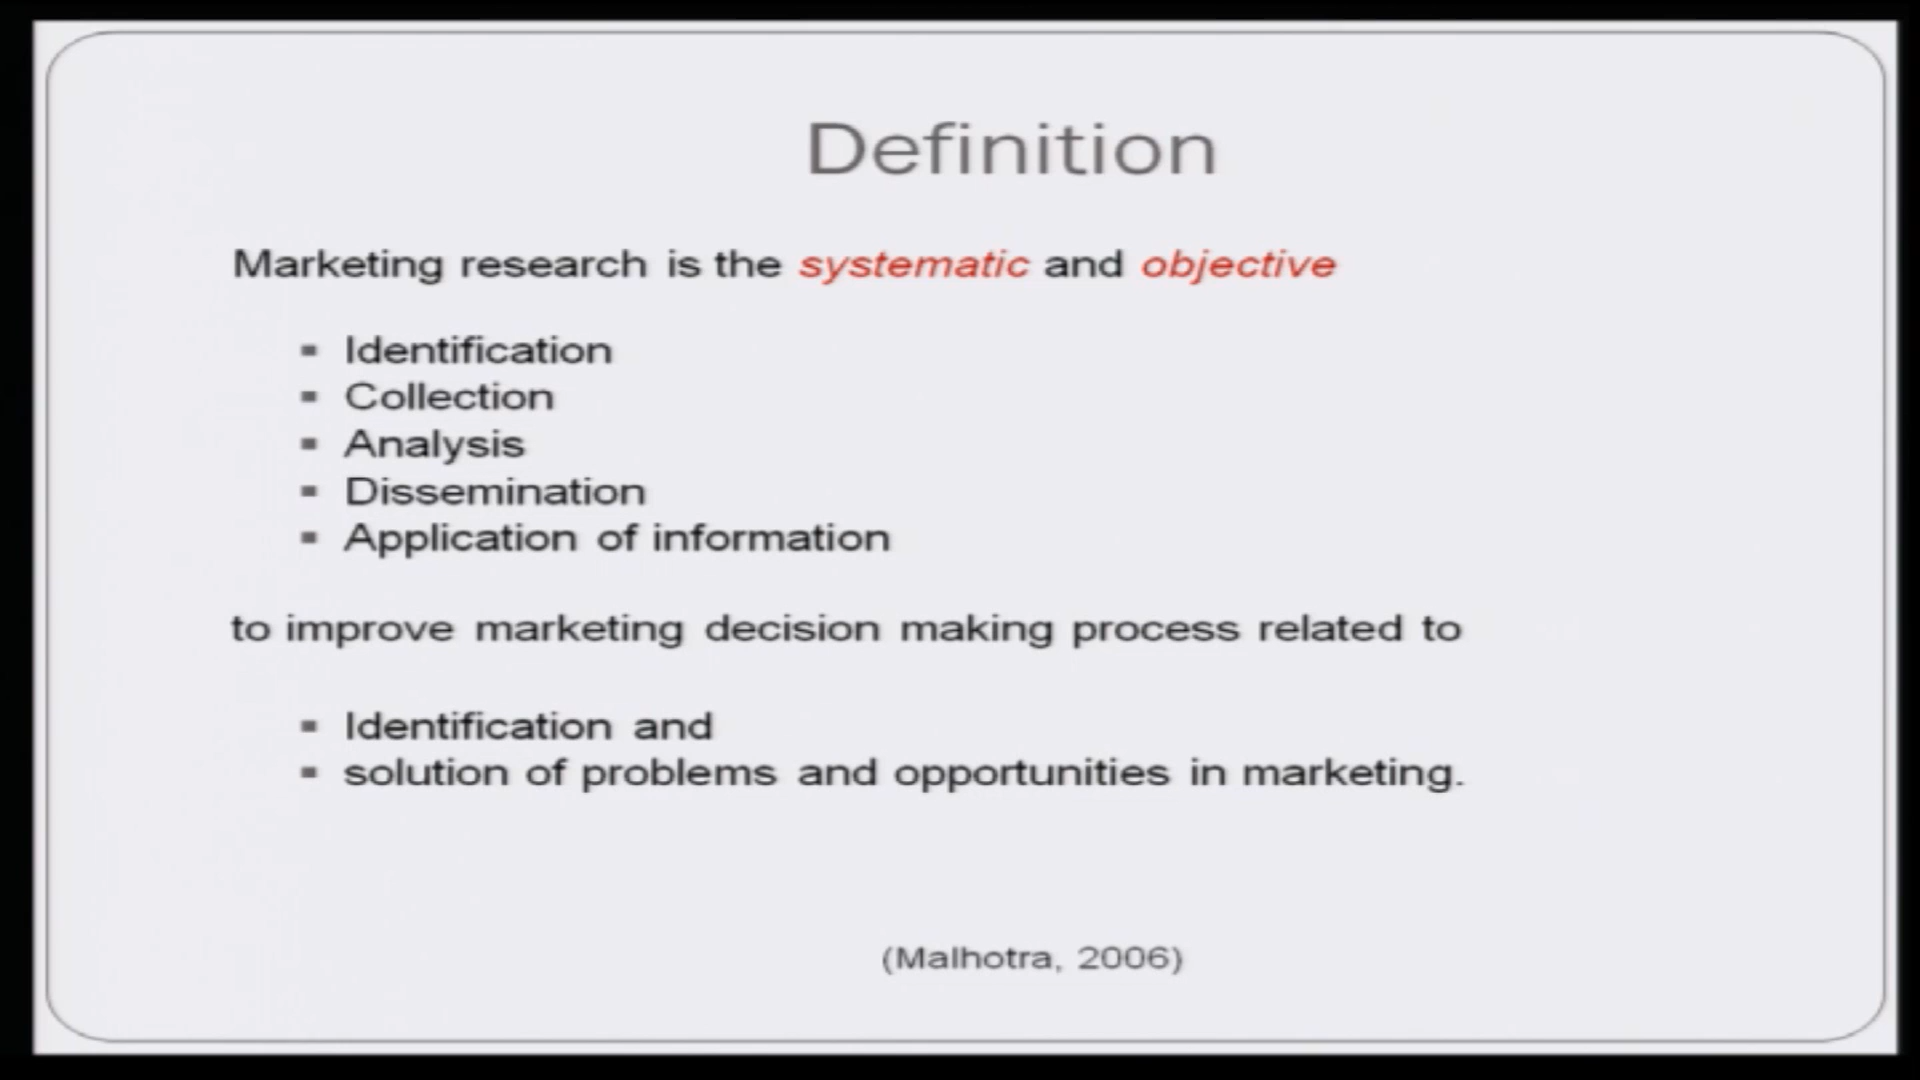 Definition
Marketing research is the systematic and objective
▪ Identification
▪ Collection
▪ Analysis
▪ Dissemination
▪ Application of information
to improve marketing decision making process related to
▪ Identification and
▪ solution of problems and opportunities in marketing.
(Malhotra, 2006)